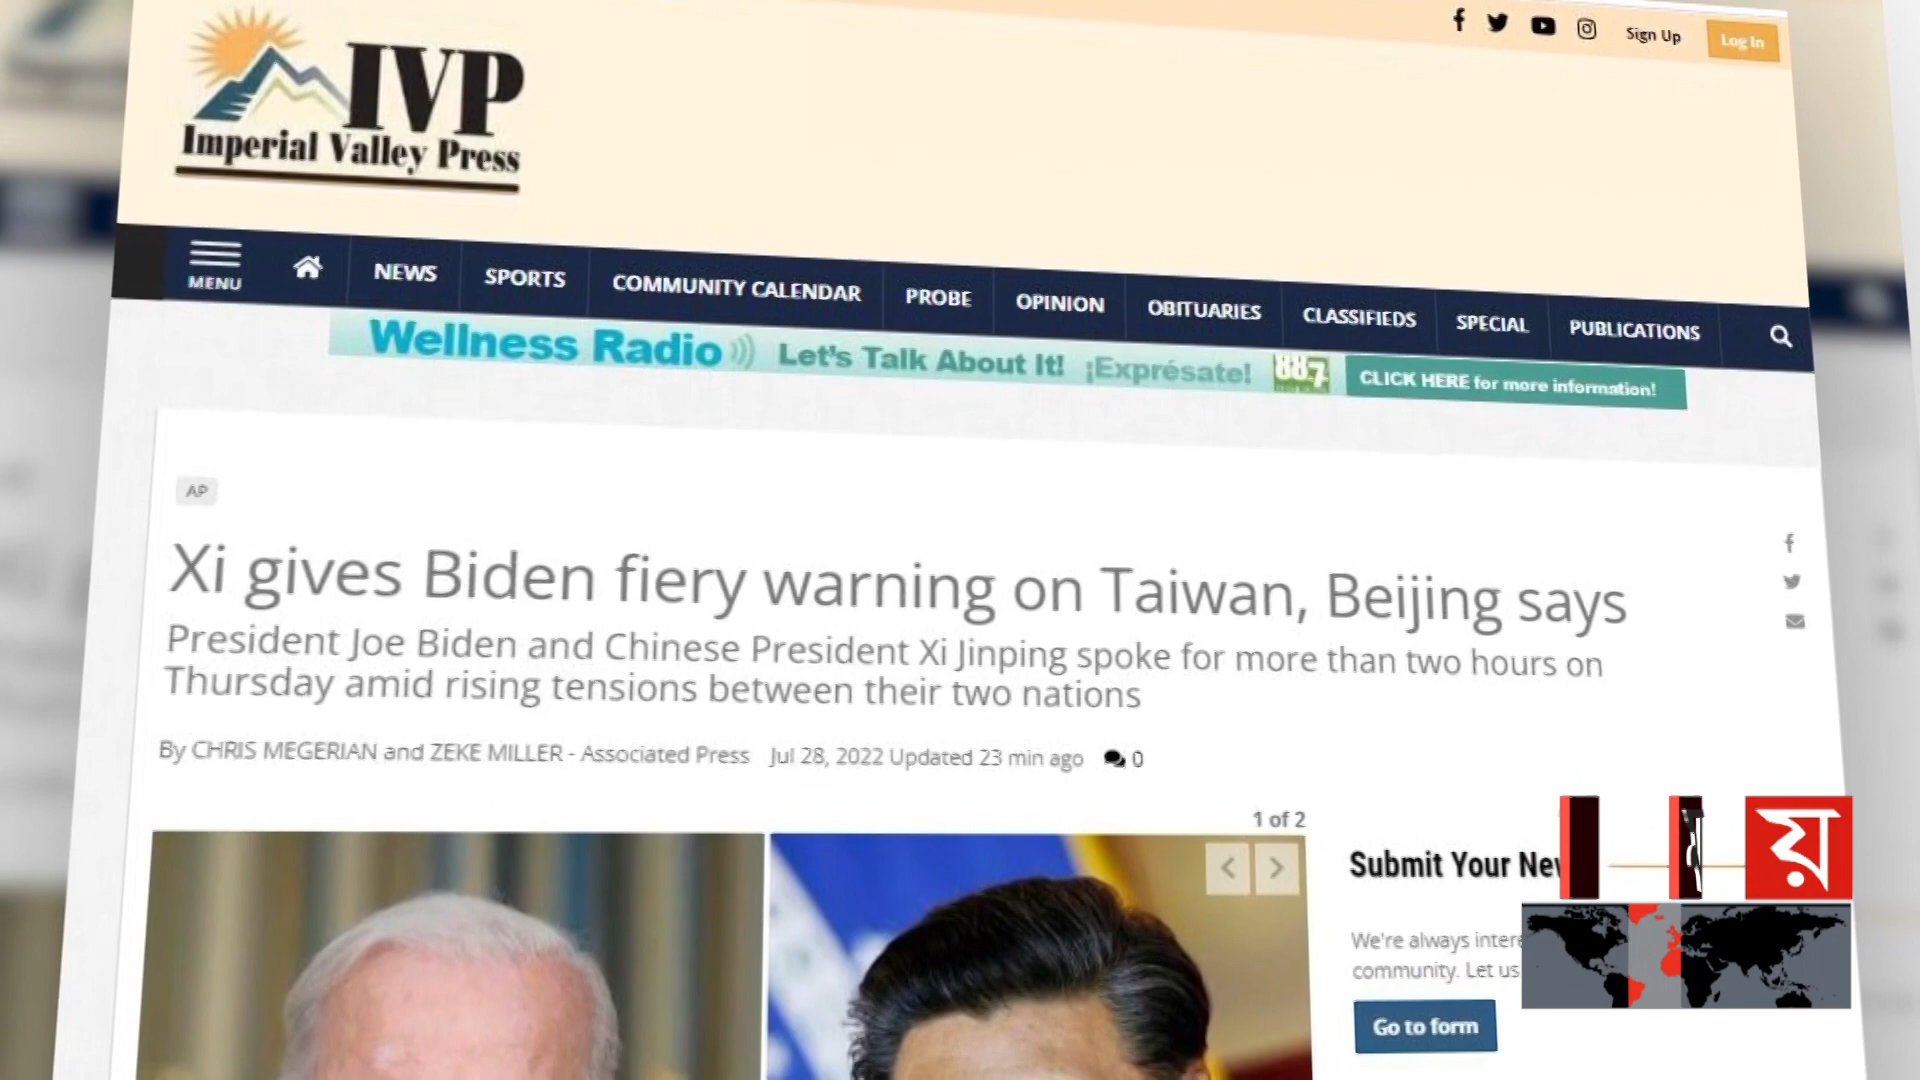 IVP
Imperial Valley Press
Sign Up
Log In
MENU
NEWS
SPORTS
COMMUNITY CALENDAR
PROBE
OPINION
OBITUARIES
CLASSIFIEDS
SPECIAL
PUBLICATIONS
Wellness Radio Let's Talk About It! ¡Exprésate! 88.7 CLICK HERE for more information!
AP
Xi gives Biden fiery warning on Taiwan, Beijing says
President Joe Biden and Chinese President Xi Jinping spoke for more than two hours on
Thursday amid rising tensions between their two nations
By CHRIS MEGERIAN and ZEKE MILLER - Associated Press Jul 28, 2022 Updated 23 min ago 0
1 of 2
Submit Your
We're always
community. Let us
Go to form
য়